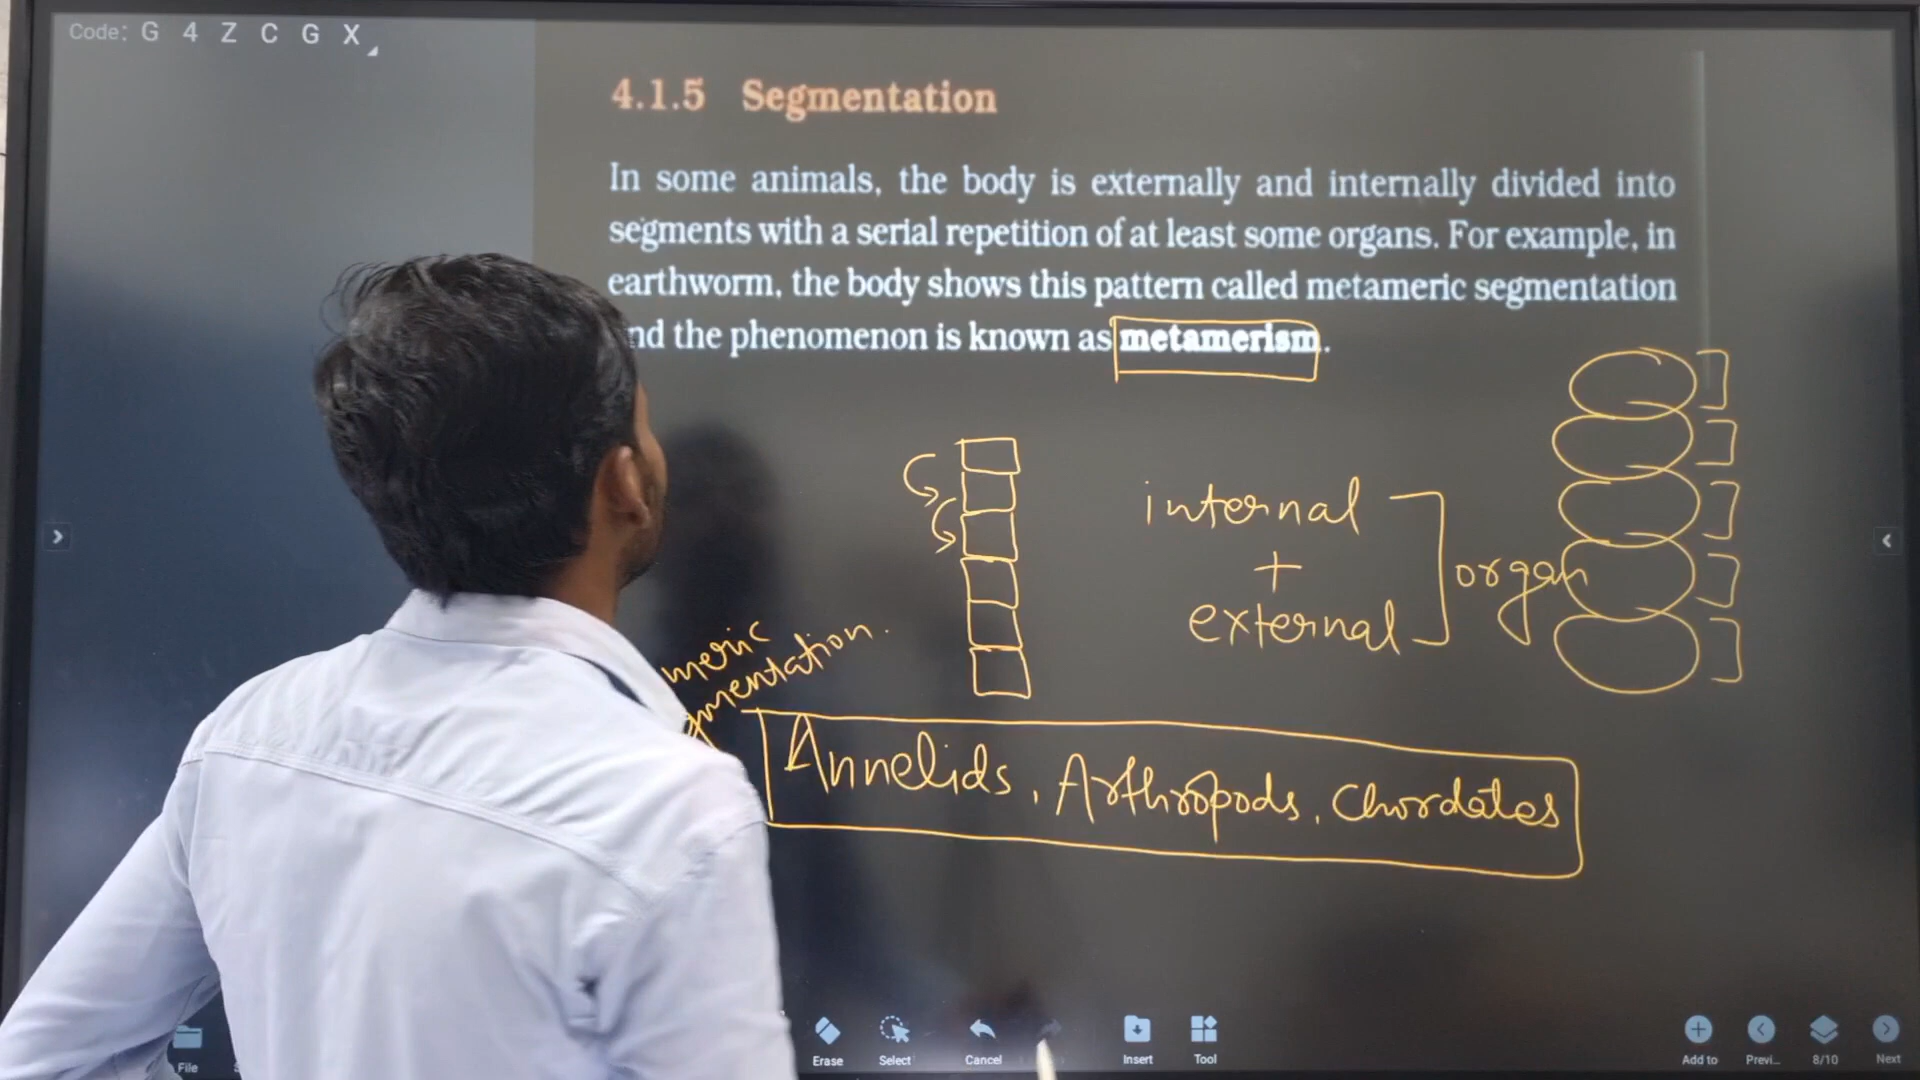 Code: G 4 Z C G X
4.1.5 Segmentation
In some animals, the body is externally and internally divided into
segments with a serial repetition of at least some organs. For example, in
earthworm, the body shows this pattern called metameric segmentation
nd the phenomenon is known as metamerism.
internal
+
external
organ
meric
gmentation.
Annelids, Arthropods, Chordates
File
Erase
Select
Cancel
Insert
Tool
Add to
Previ...
8/10
Next